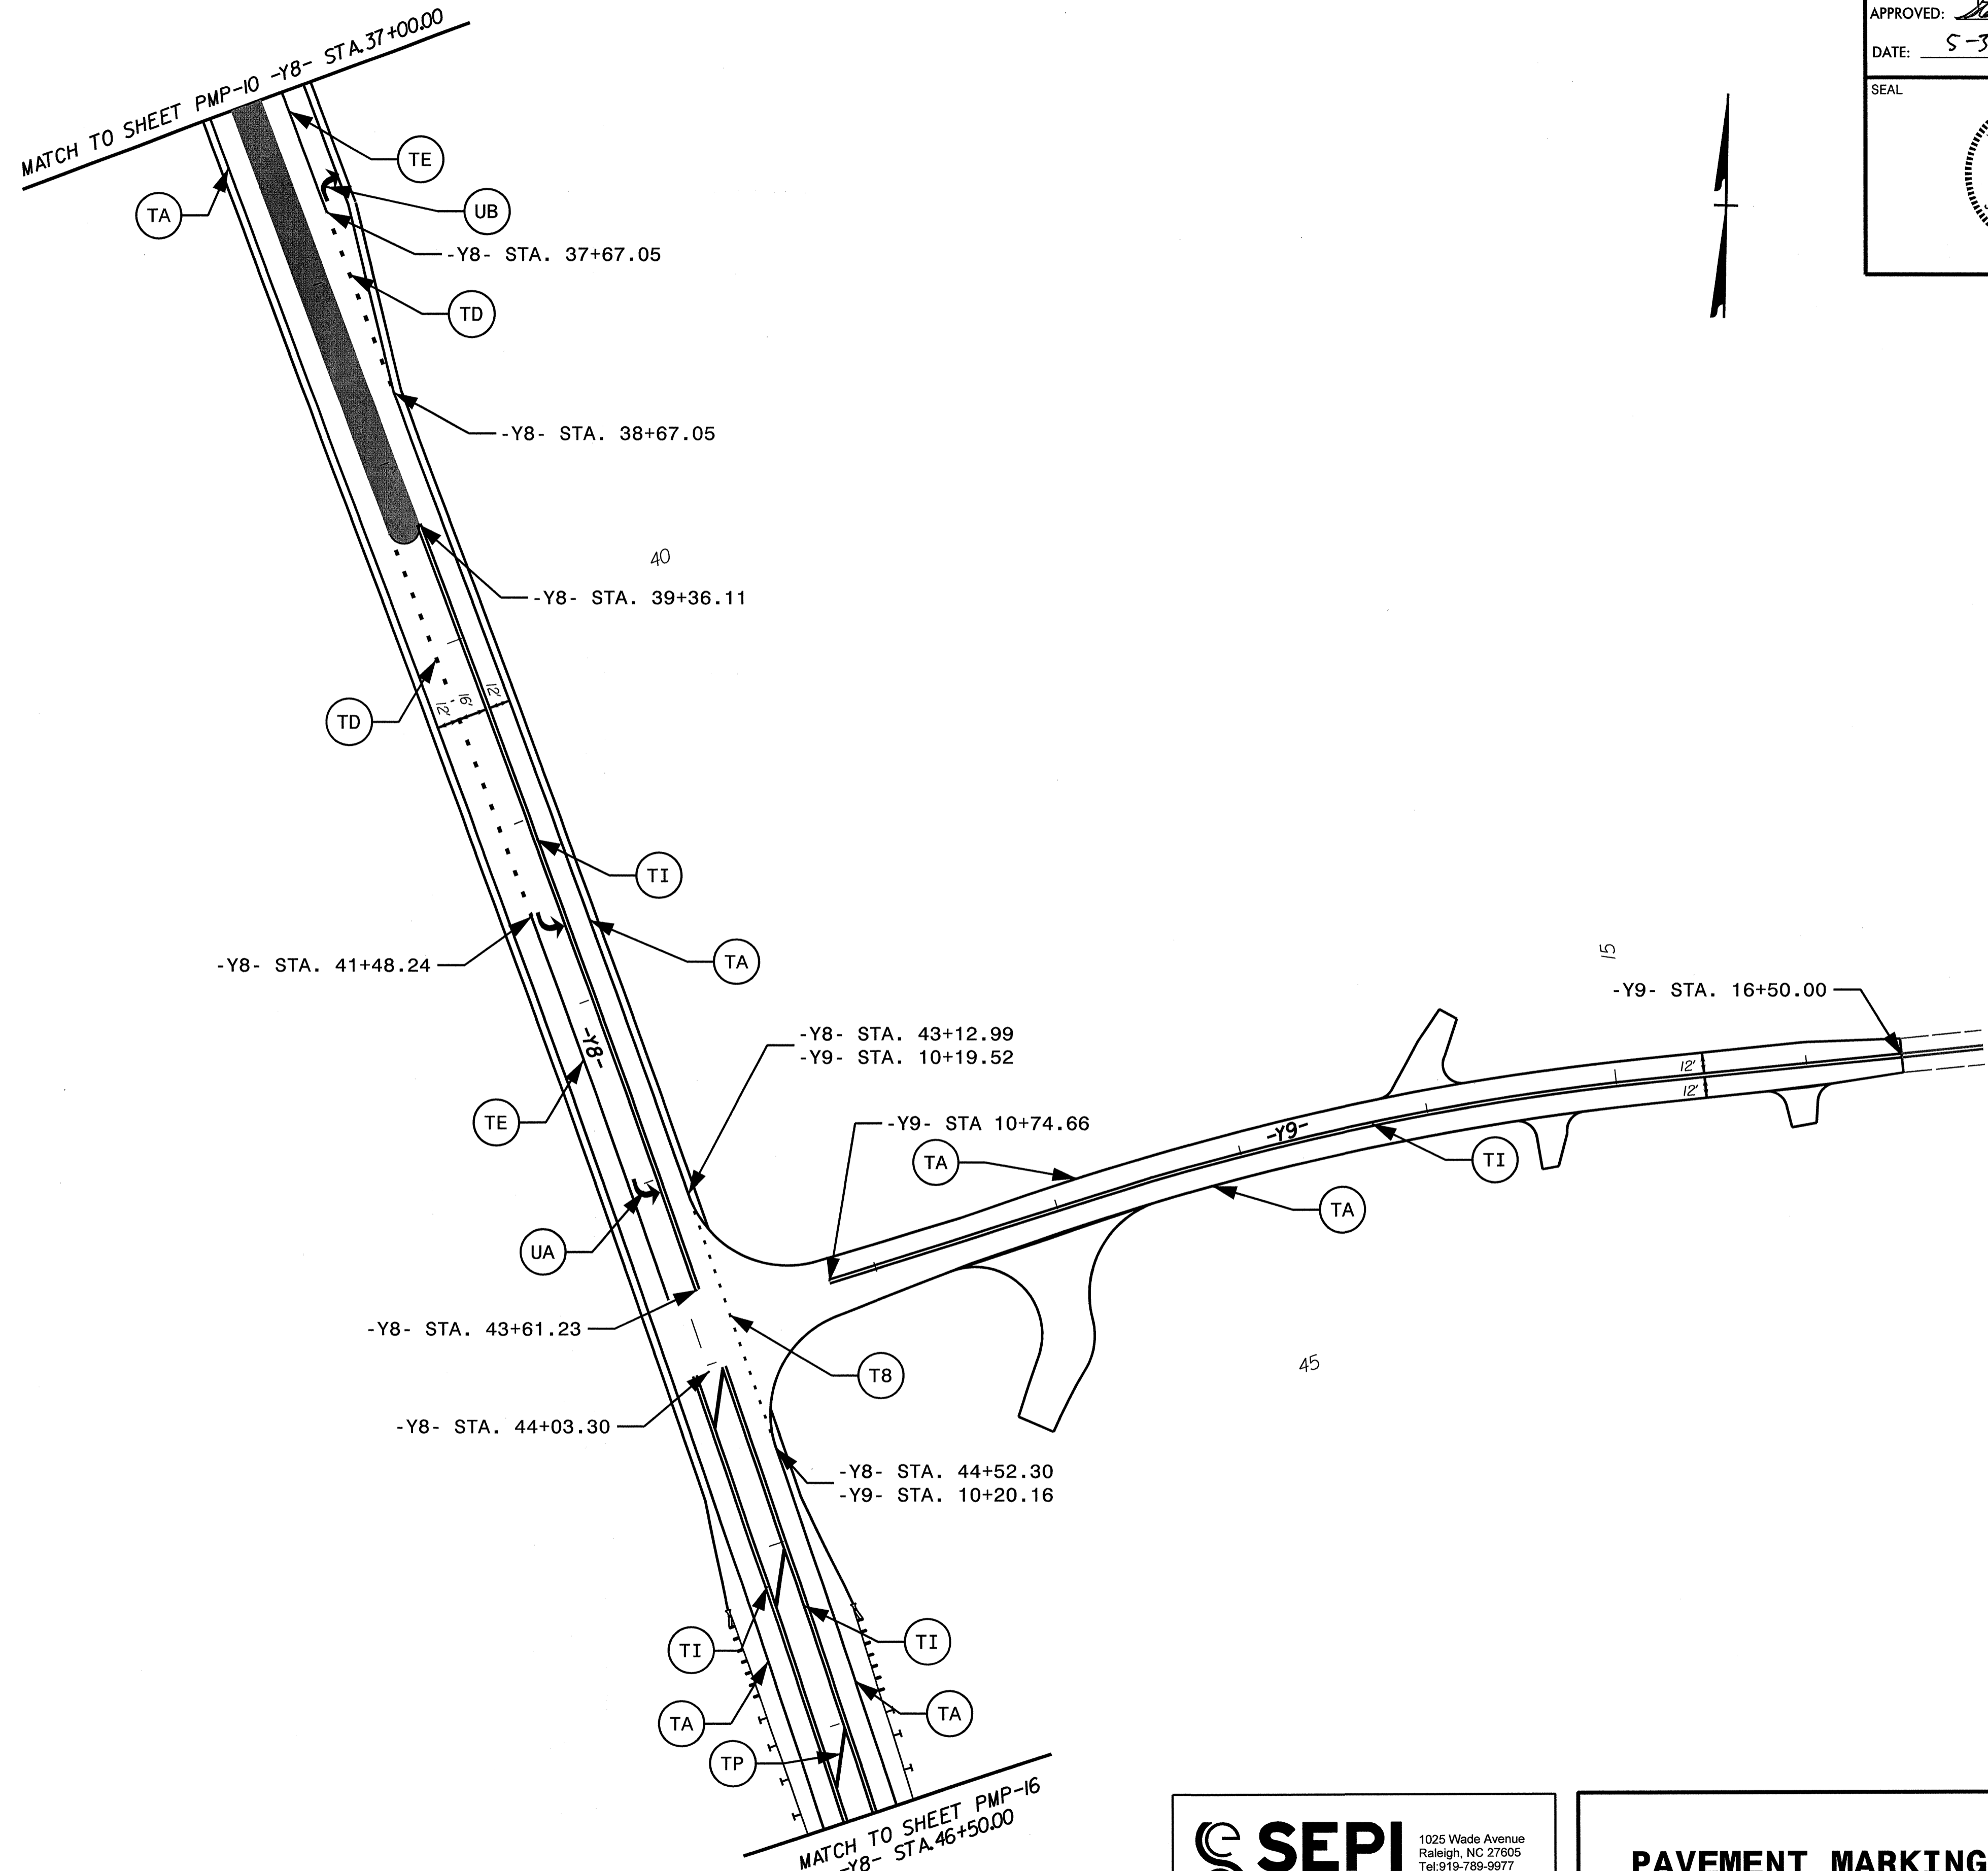 APPROVED:
DATE: 5-3
SEAL
MATCH TO SHEET PMP-10 -Y8- STA.37+00.00
TE
TA
UB
-Y8- STA. 37+67.05
TD
-Y8- STA. 38+67.05
40
-Y8- STA. 39+36.11
12'
16'
12'
TD
TI
TA
-Y8- STA. 41+48.24
15
-Y9- STA. 16+50.00
-Y8-
-Y8- STA. 43+12.99
-Y9- STA. 10+19.52
12'
12'
TE
-Y9- STA 10+74.66
-Y9-
TA
TI
TA
UA
-Y8- STA. 43+61.23
T8
45
-Y8- STA. 44+03.30
-Y8- STA. 44+52.30
-Y9- STA. 10+20.16
TI
TI
TA
TA
TP
MATCH TO SHEET PMP-16
-Y8- STA.46+50.00
SEPI
1025 Wade Avenue
Raleigh, NC 27605
Tel:919-789-9977
PAVEMENT MARKING